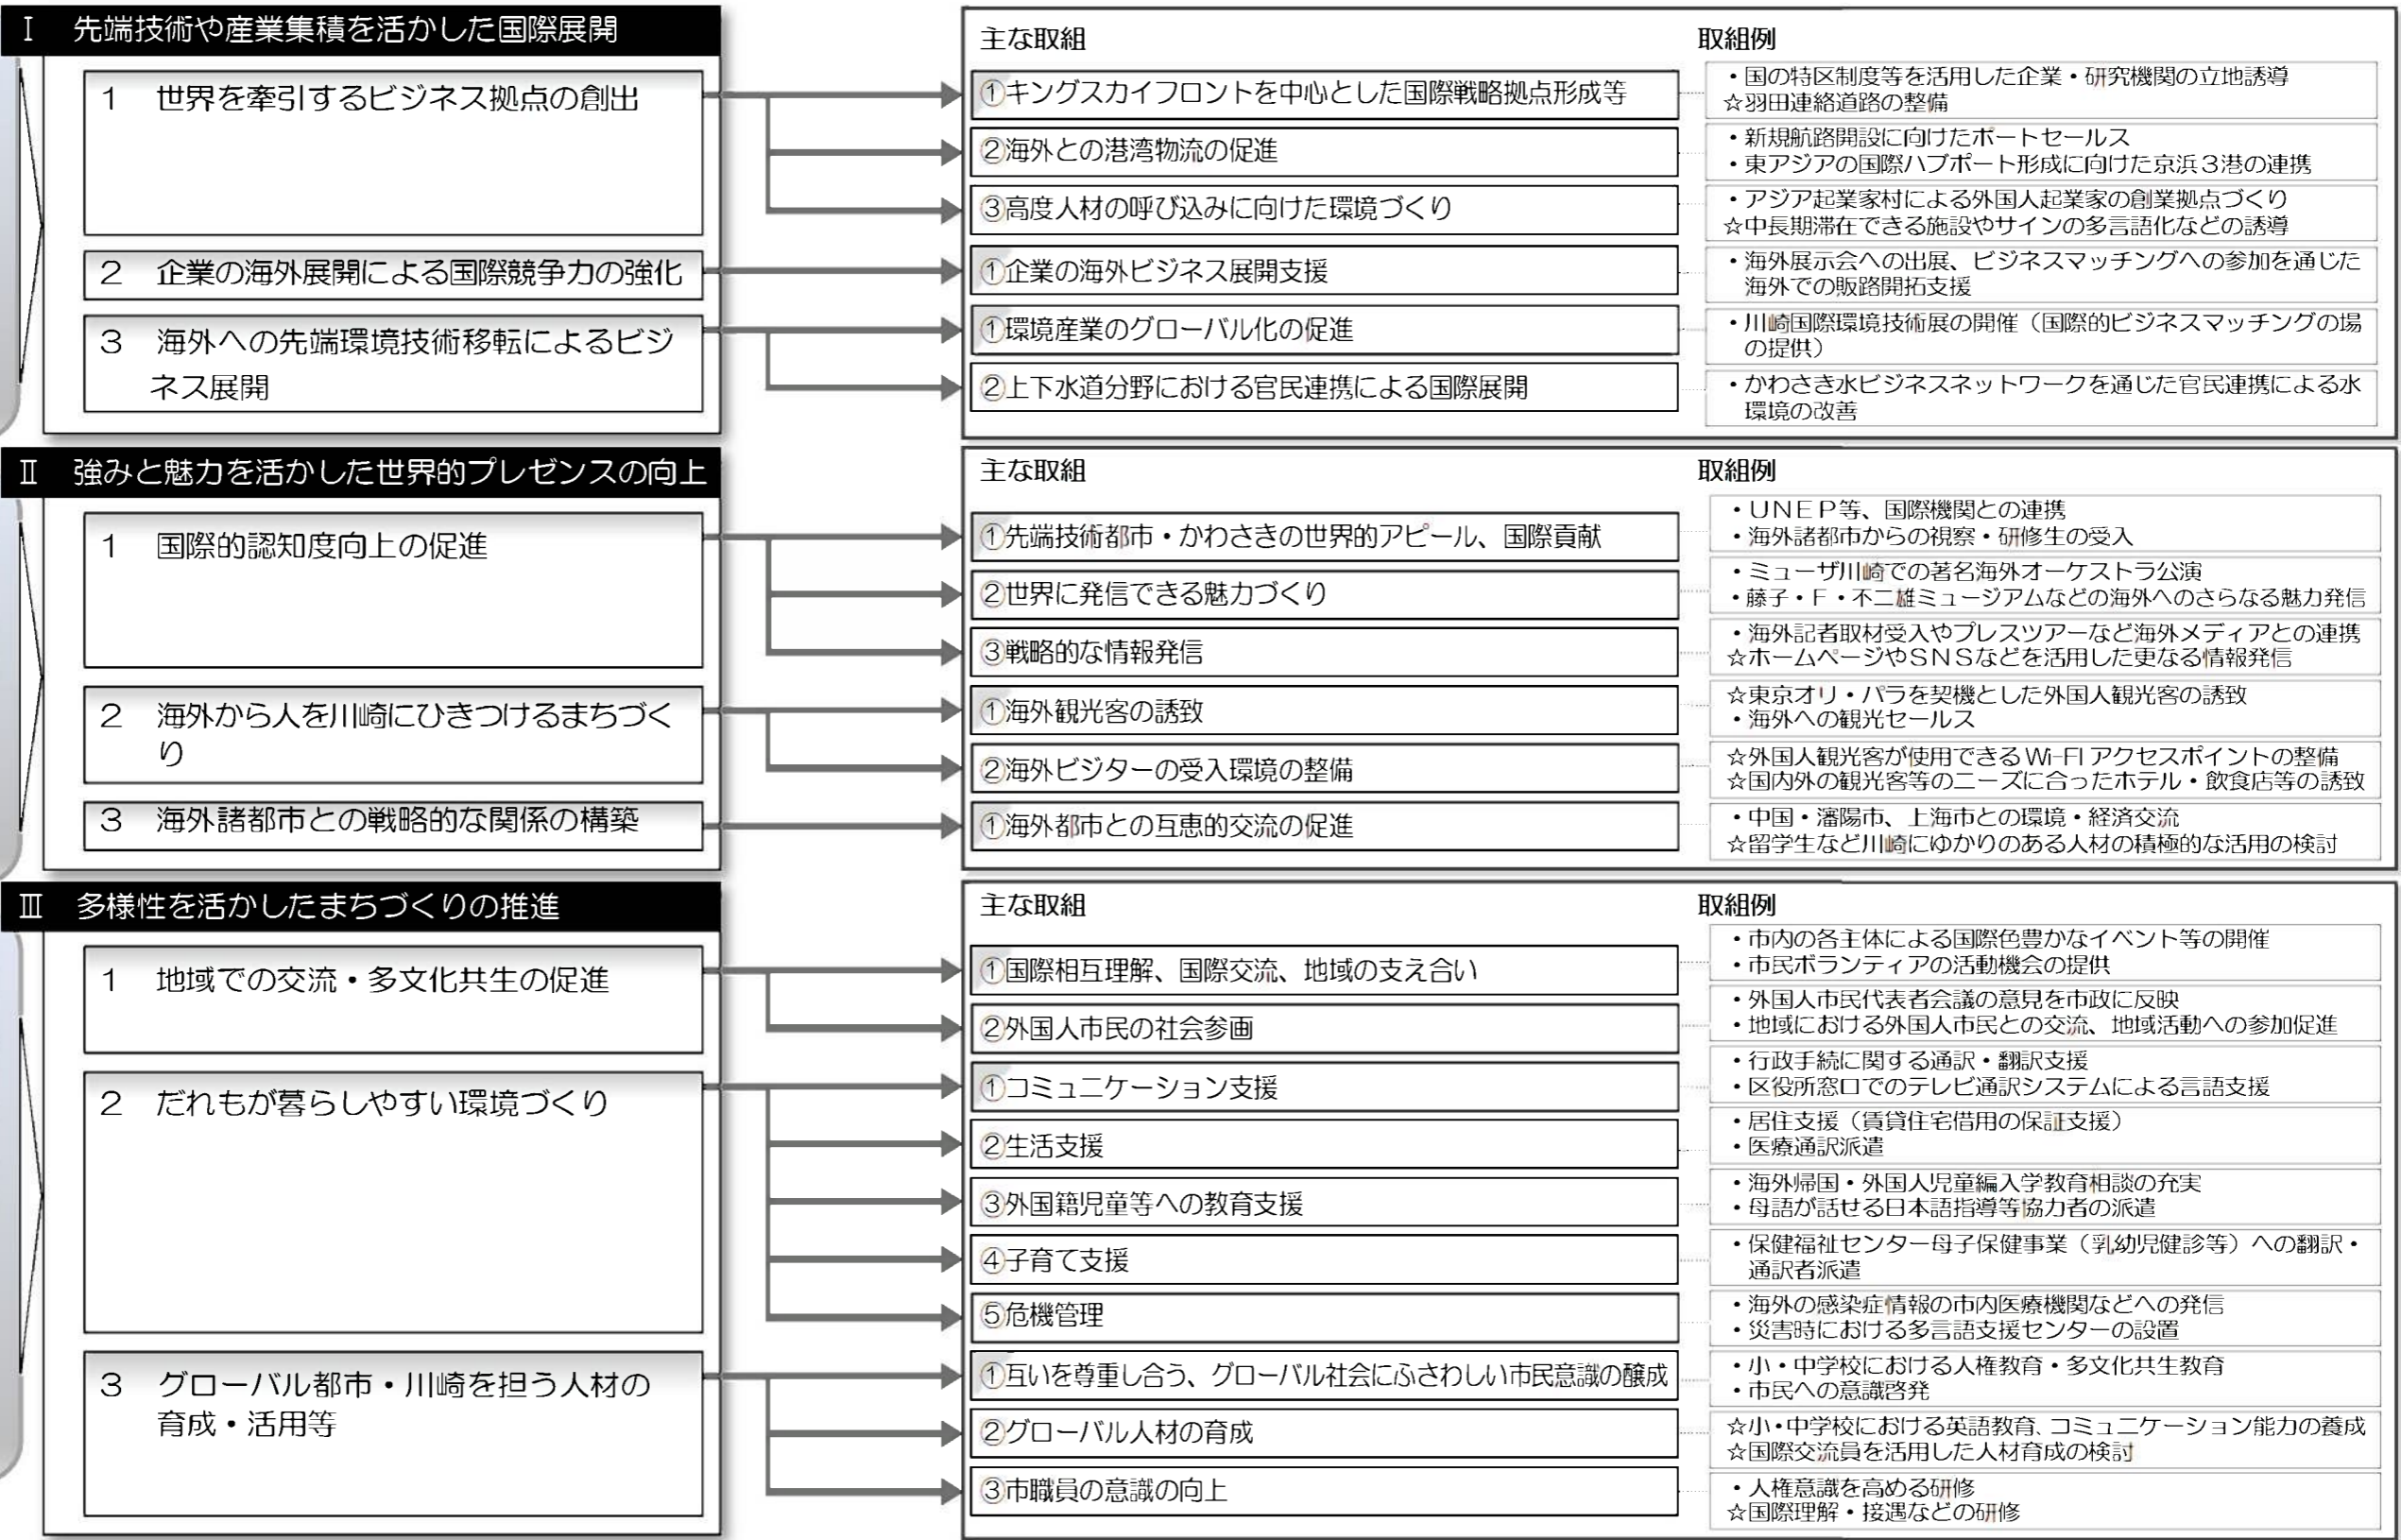 Ⅰ 先端技術や産業集積を活かした国際展開
主な取組 取組例
1 世界を牽引するビジネス拠点の創出
①キングスカイフロントを中心とした国際戦略拠点形成等
・国の特区制度等を活用した企業・研究機関の立地誘導
☆羽田連絡道路の整備
②海外との港湾物流の促進
・新規航路開設に向けたポートセールス
・東アジアの国際ハブポート形成に向けた京浜３港の連携
③高度人材の呼び込みに向けた環境づくり
・アジア起業家村による外国人起業家の創業拠点づくり
☆中長期滞在できる施設やサインの多言語化などの誘導
2 企業の海外展開による国際競争力の強化
①企業の海外ビジネス展開支援
・海外展示会への出展、ビジネスマッチングへの参加を通じた
海外での販路開拓支援
3 海外への先端環境技術移転によるビジ
ネス展開
①環境産業のグローバル化の促進
・川崎国際環境技術展の開催（国際的ビジネスマッチングの場
の提供）
②上下水道分野における官民連携による国際展開
・かわさき水ビジネスネットワークを通じた官民連携による水
環境の改善
Ⅱ 強みと魅力を活かした世界的プレゼンスの向上
主な取組 取組例
1 国際的認知度向上の促進
①先端技術都市・かわさきの世界的アピール、国際貢献
・ＵＮＥＰ等、国際機関との連携
・海外諸都市からの視察・研修生の受入
②世界に発信できる魅力づくり
・ミューザ川崎での著名海外オーケストラ公演
・藤子・Ｆ・不二雄ミュージアムなどの海外へのさらなる魅力発信
③戦略的な情報発信
・海外記者取材受入やプレスツアーなど海外メディアとの連携
☆ホームページやＳＮＳなどを活用した更なる情報発信
2 海外から人を川崎にひきつけるまちづく
り
①海外観光客の誘致
☆東京オリ・パラを契機とした外国人観光客の誘致
・海外への観光セールス
②海外ビジターの受入環境の整備
☆外国人観光客が使用できる Wi-FI アクセスポイントの整備
☆国内外の観光客等のニーズに合ったホテル・飲食店等の誘致
3 海外諸都市との戦略的な関係の構築
①海外都市との互恵的交流の促進
・中国・瀋陽市、上海市との環境・経済交流
☆留学生など川崎にゆかりのある人材の積極的な活用の検討
Ⅲ 多様性を活かしたまちづくりの推進
主な取組 取組例
1 地域での交流・多文化共生の促進
①国際相互理解、国際交流、地域の支え合い
・市内の各主体による国際色豊かなイベント等の開催
・市民ボランティアの活動機会の提供
②外国人市民の社会参画
・外国人市民代表者会議の意見を市政に反映
・地域における外国人市民との交流、地域活動への参加促進
2 だれもが暮らしやすい環境づくり
①コミュニケーション支援
・行政手続に関する通訳・翻訳支援
・区役所窓口でのテレビ通訳システムによる言語支援
②生活支援
・居住支援（賃貸住宅借用の保証支援）
・医療通訳派遣
③外国籍児童等への教育支援
・海外帰国・外国人児童編入学教育相談の充実
・母語が話せる日本語指導等協力者の派遣
④子育て支援
・保健福祉センター母子保健事業（乳幼児健診等）への翻訳・
通訳者派遣
⑤危機管理
・海外の感染症情報の市内医療機関などへの発信
・災害時における多言語支援センターの設置
3 グローバル都市・川崎を担う人材の
育成・活用等
①互いを尊重し合う、グローバル社会にふさわしい市民意識の醸成
・小・中学校における人権教育・多文化共生教育
・市民への意識啓発
②グローバル人材の育成
☆小・中学校における英語教育、コミュニケーション能力の養成
☆国際交流員を活用した人材育成の検討
③市職員の意識の向上
・人権意識を高める研修
☆国際理解・接遇などの研修